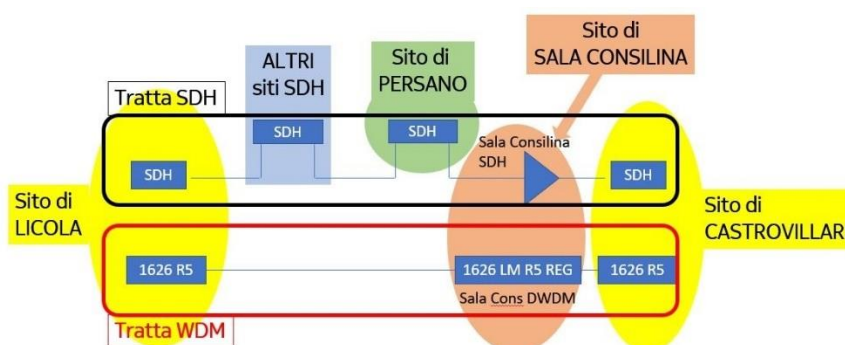 Sito di
SALA CONSILINA
ALTRI
siti SDH
Sito di
PERSANO
Tratta SDH
SDH
SDH
Sala Consilina
SDH
SDH
SDH
Sito di
LICOLA
Sito di
CASTROVILLAR
1626 R5
1626 LM R5 REG
1626 R5
Sala Cons DWDM
Tratta WDM